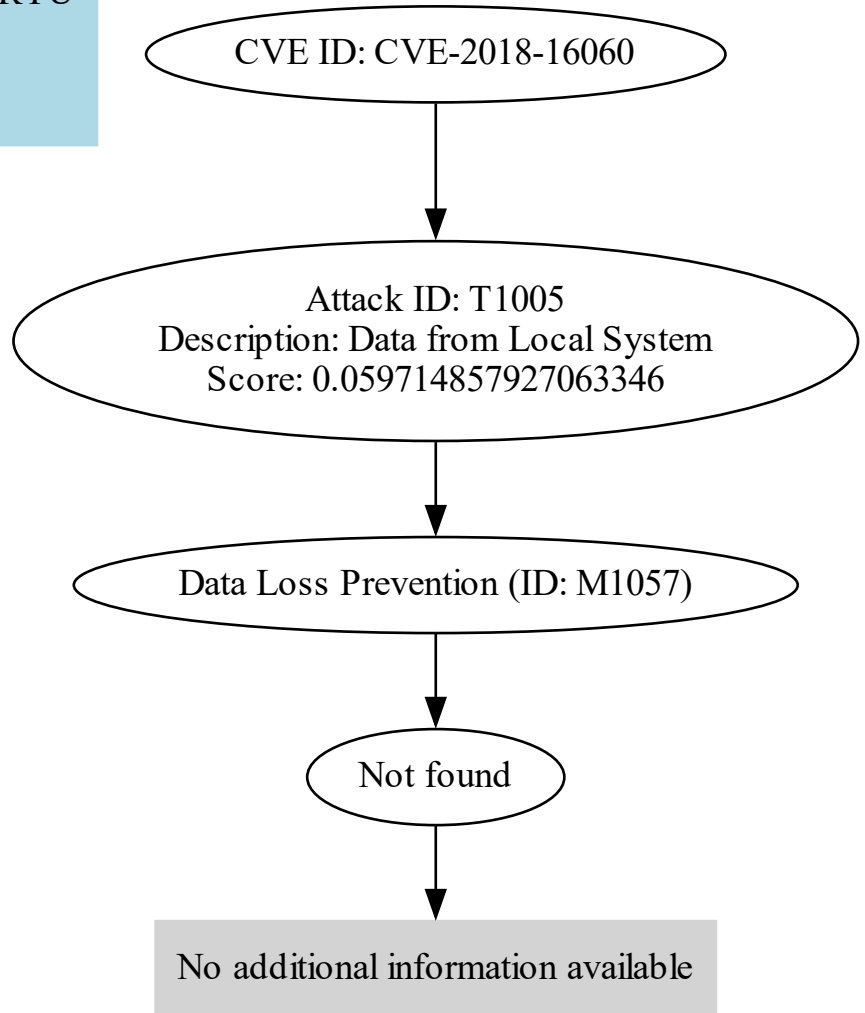 CVE ID: CVE-2018-16060
Attack ID: T1005
Description: Data from Local System
Score: 0.059714857927063346
Data Loss Prevention (ID: M1057)
Not found
No additional information available